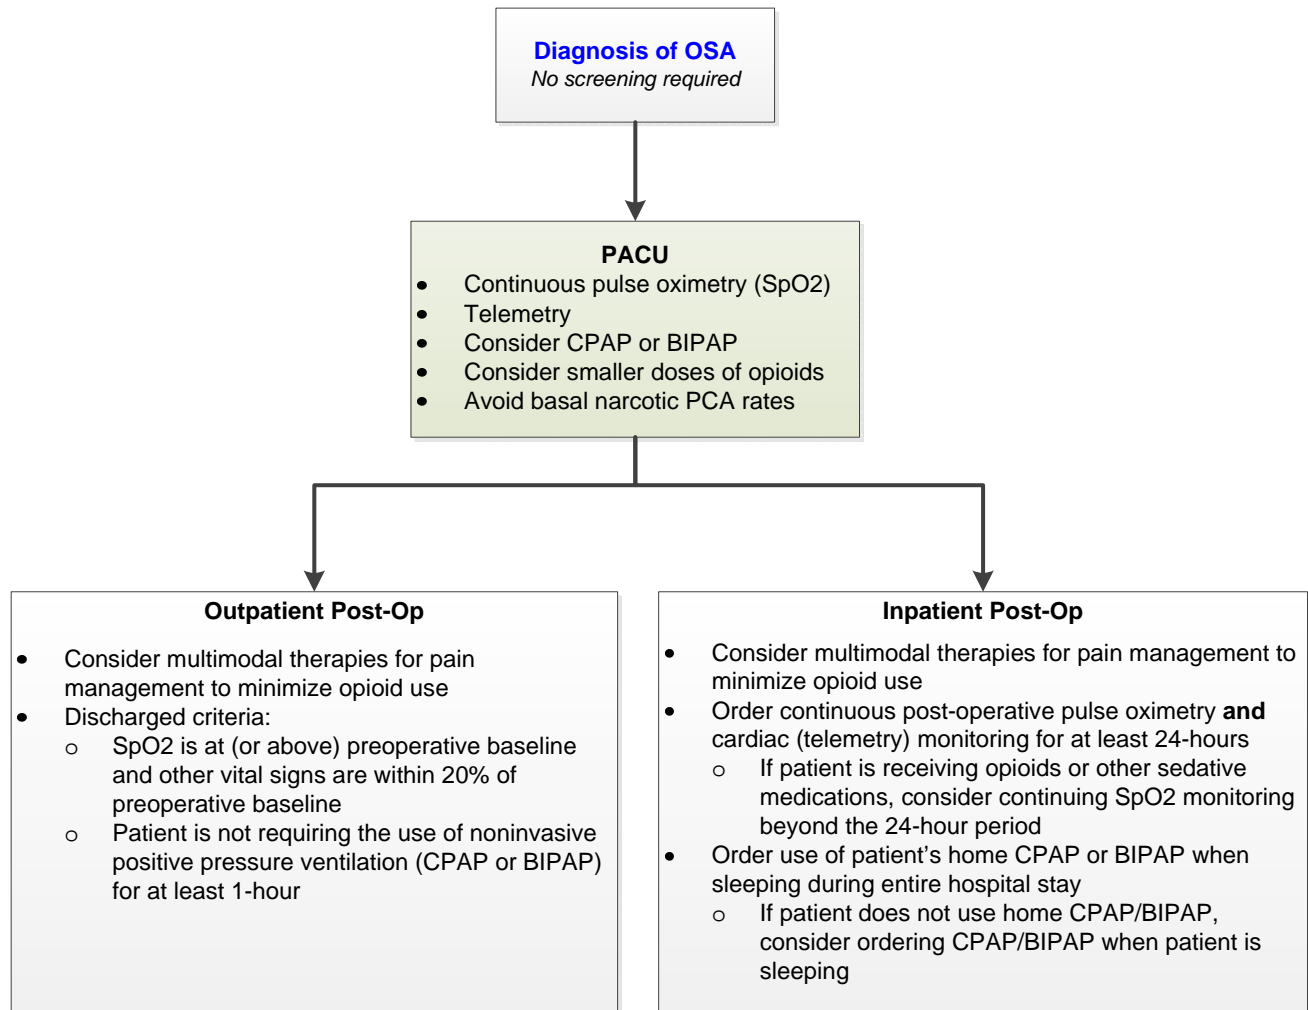 Diagnosis of OSA
No screening required
PACU
• Continuous pulse oximetry (SpO2)
• Telemetry
• Consider CPAP or BIPAP
• Consider smaller doses of opioids
• Avoid basal narcotic PCA rates
Outpatient Post-Op
• Consider multimodal therapies for pain
management to minimize opioid use
• Discharged criteria:
o SpO2 is at (or above) preoperative baseline
and other vital signs are within 20% of
preoperative baseline
o Patient is not requiring the use of noninvasive
positive pressure ventilation (CPAP or BIPAP)
for at least 1-hour
Inpatient Post-Op
• Consider multimodal therapies for pain management to
minimize opioid use
• Order continuous post-operative pulse oximetry and
cardiac (telemetry) monitoring for at least 24-hours
o If patient is receiving opioids or other sedative
medications, consider continuing SpO2 monitoring
beyond the 24-hour period
• Order use of patient’s home CPAP or BIPAP when
sleeping during entire hospital stay
o If patient does not use home CPAP/BIPAP,
consider ordering CPAP/BIPAP when patient is
sleeping